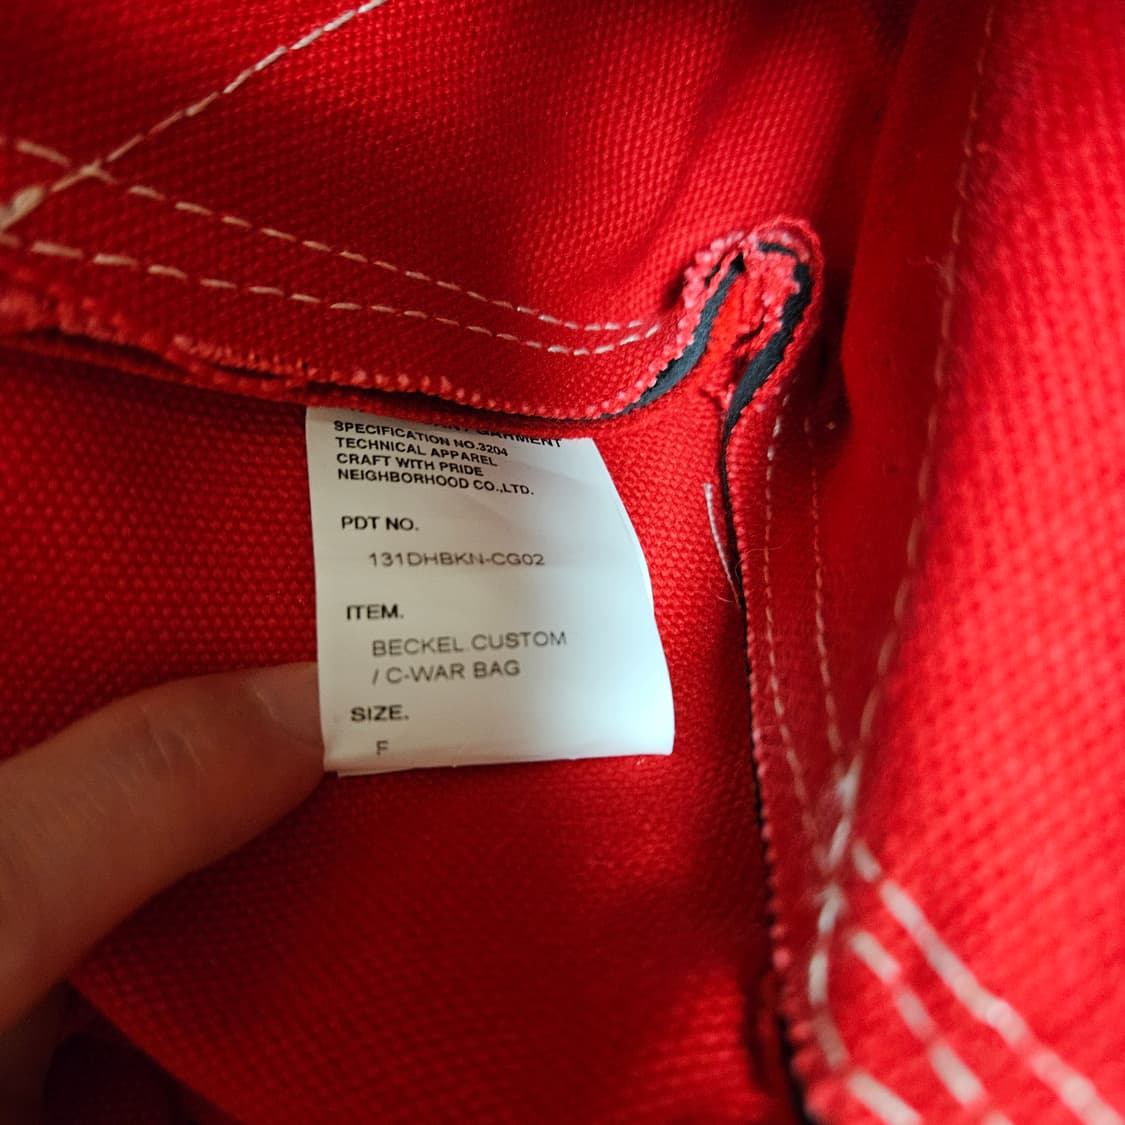 GARMENT
SPECIFICATION NO.3204
TECHNICAL APPAREL
CRAFT WITH PRIDE
NEIGHBORHOOD CO.,LTD.
PDT NO.
131DHBKN-CG02
ITEM.
BECKEL CUSTOM
/ C-WAR BAG
SIZE.
F